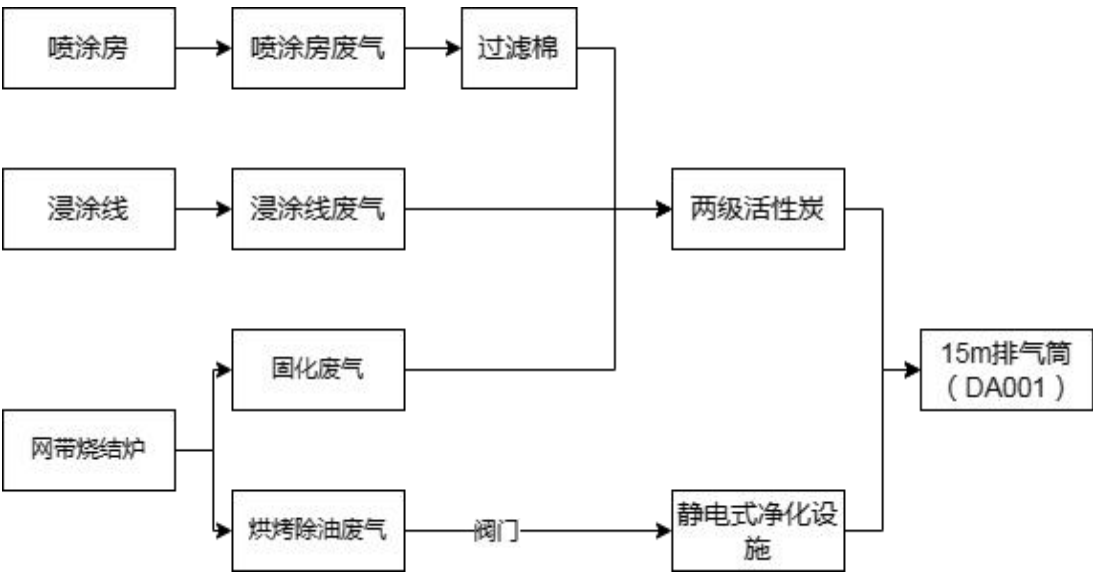 喷涂房
喷涂房废气
过滤棉
浸涂线
浸涂线废气
两级活性炭
固化废气
15m排气筒
（DA001）
网带烧结炉
烘烤除油废气
阀门
静电式净化设
施